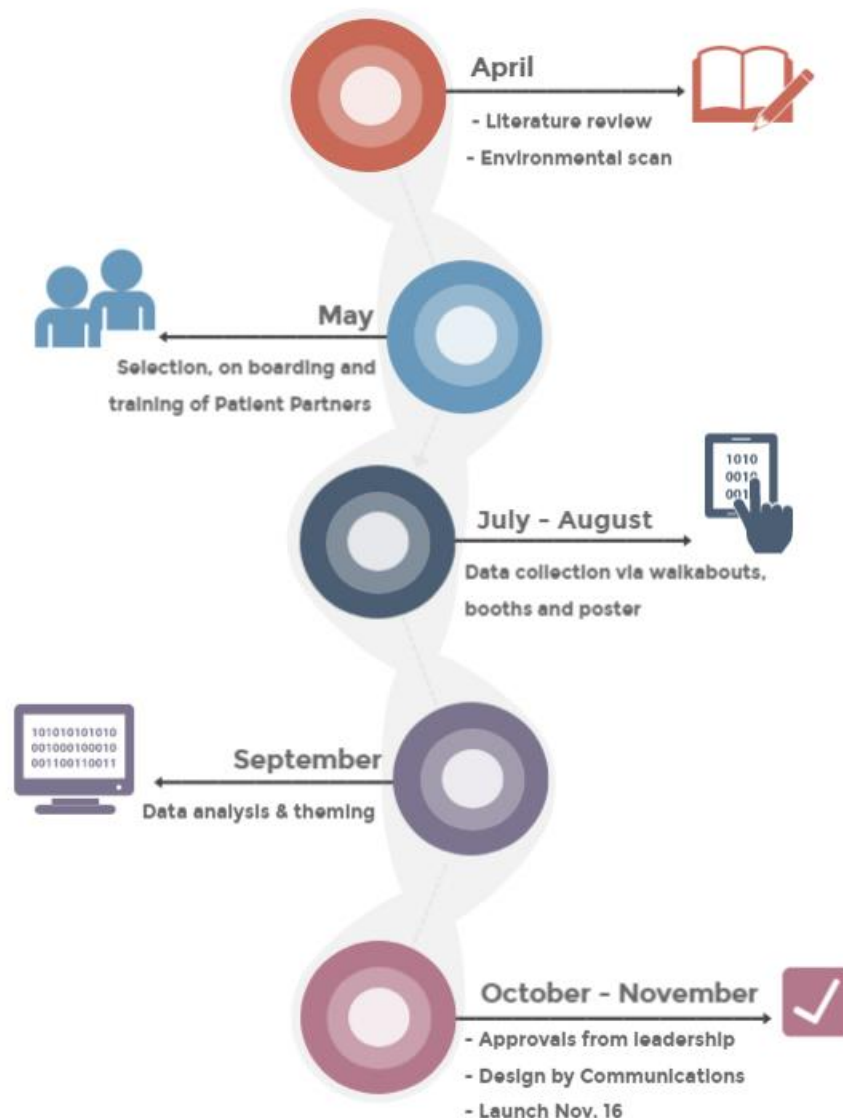 April
- Literature review
- Environmental scan
May
Selection, on boarding and
training of Patient Partners
1010
0010
001
July - August
Data collection via walkabouts,
booths and poster
101010101010
001000100010
001100110011
September
Data analysis & theming
October - November
- Approvals from leadership
- Design by Communications
- Launch Nov. 16